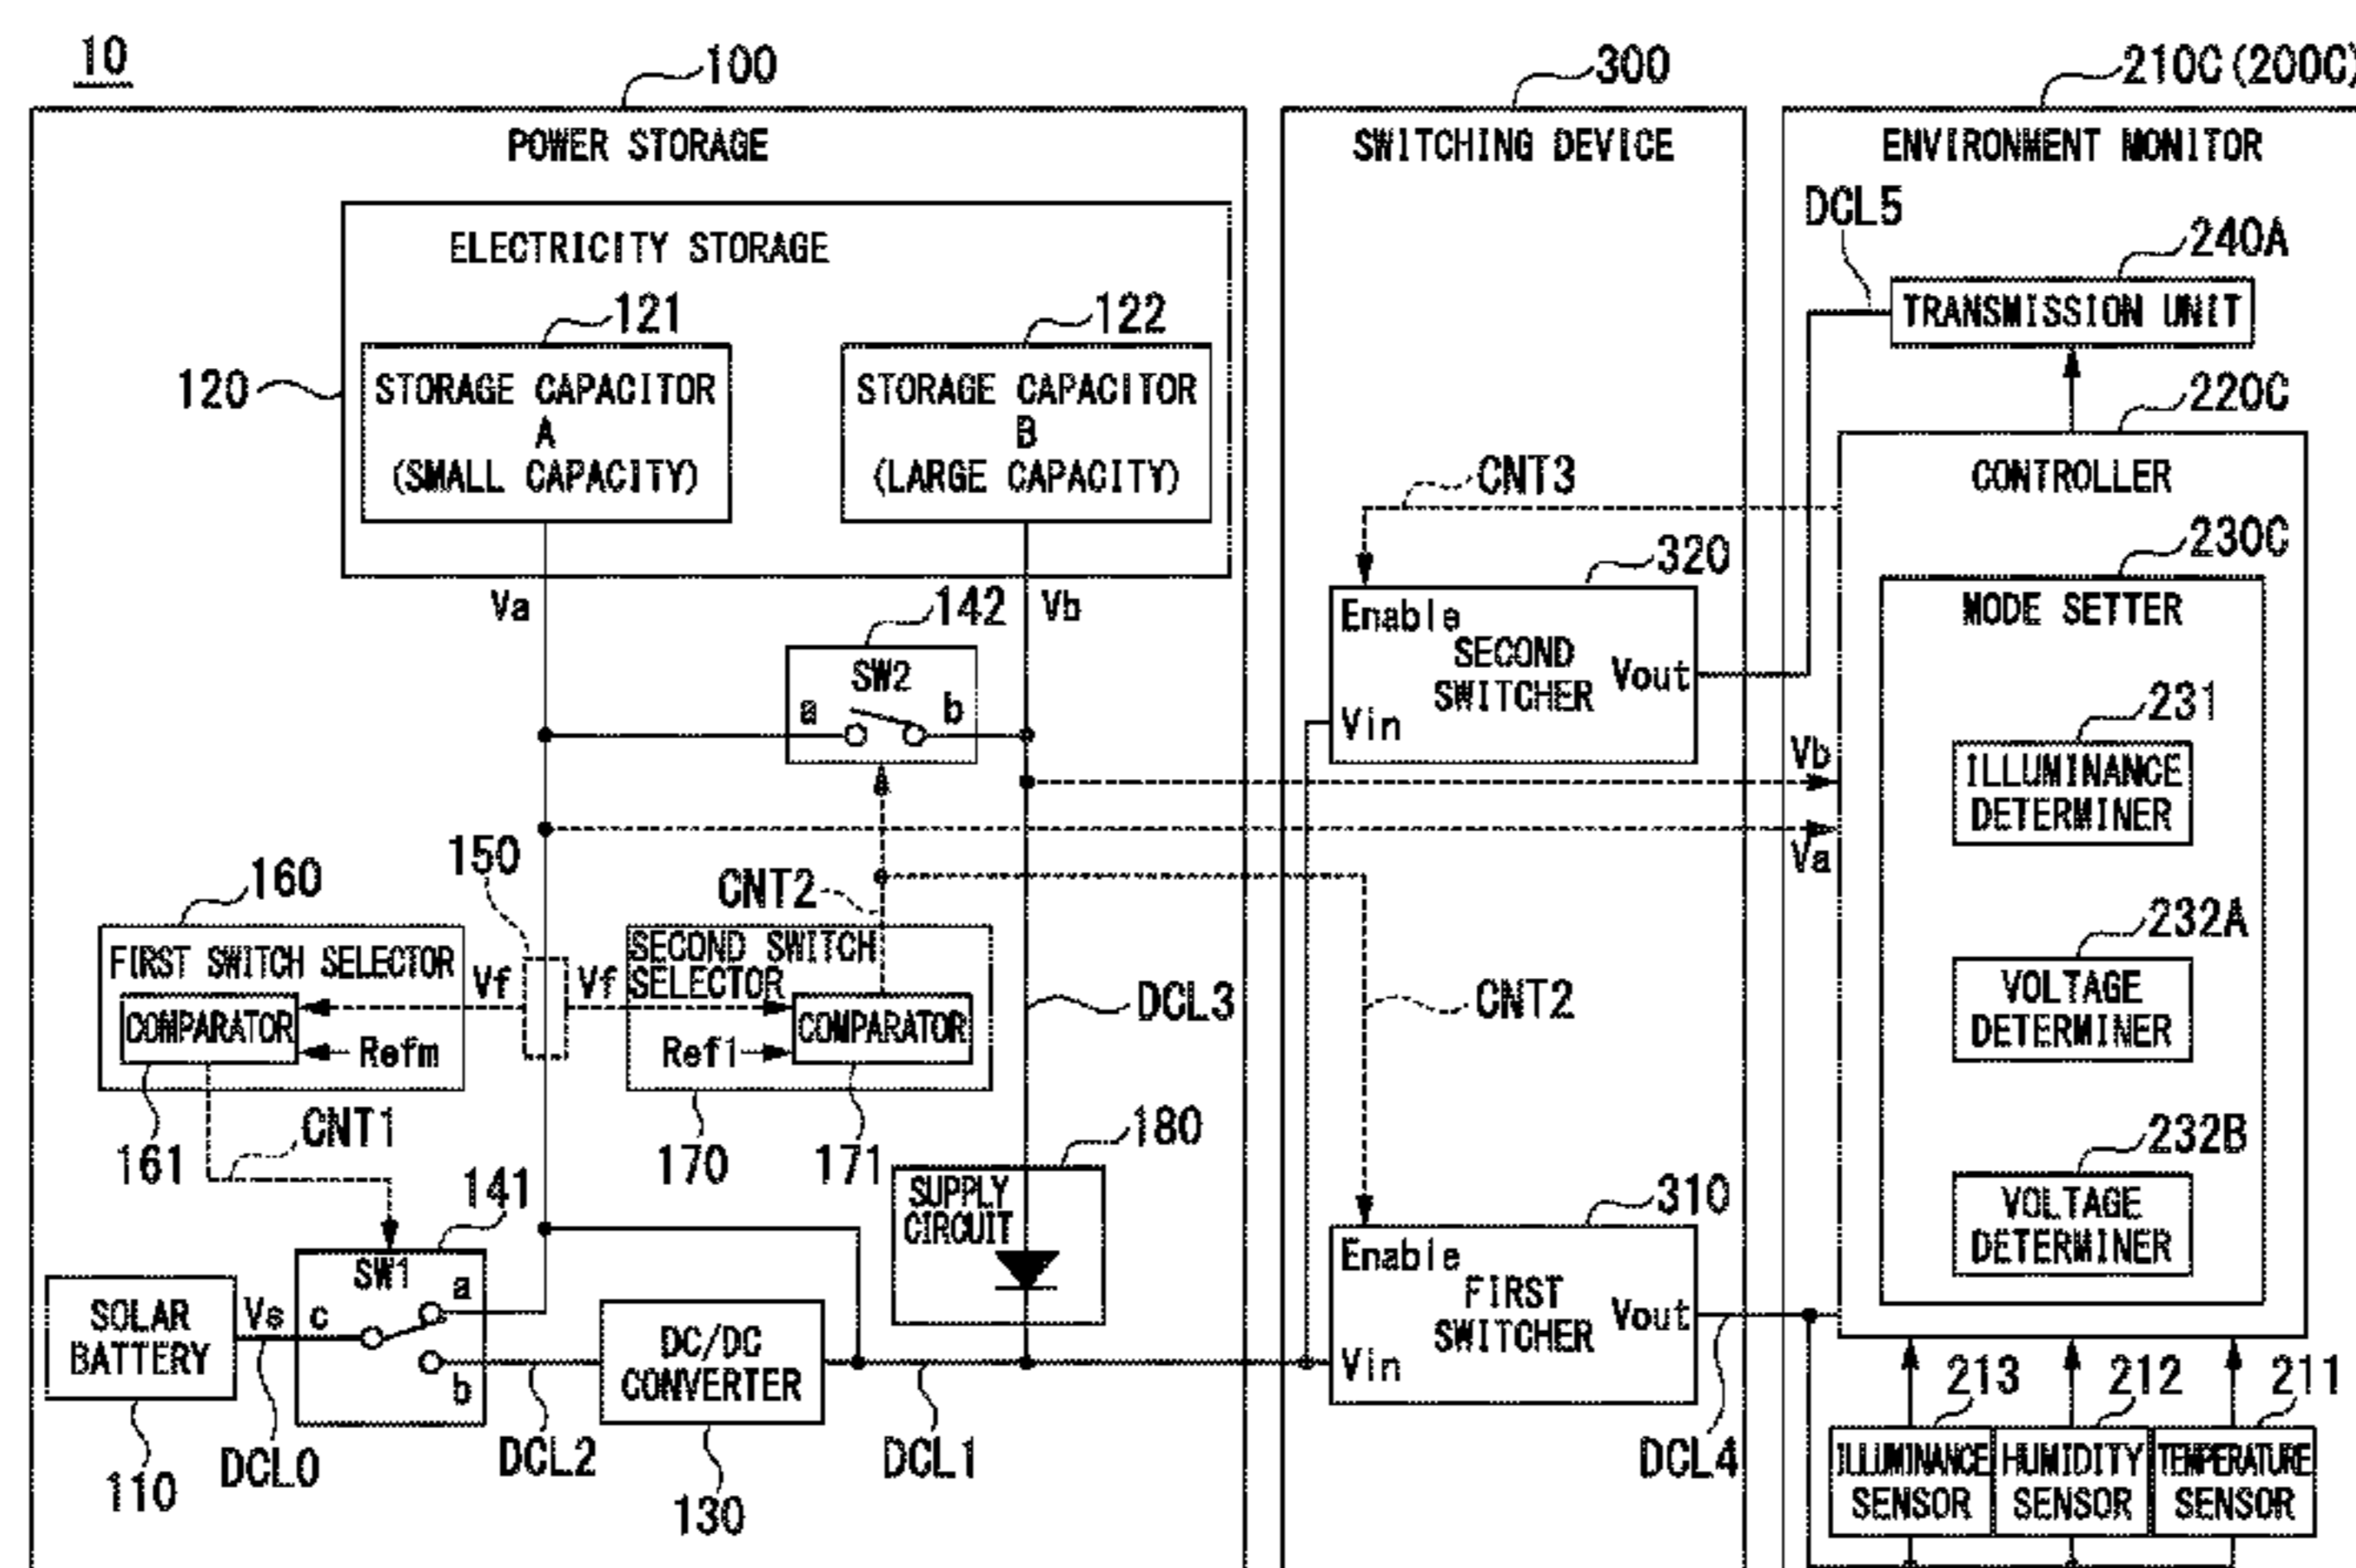 10
100
300
210C(200C)
POWER STORAGE
SWITCHING DEVICE
ENVIRONMENT MONITOR
DCL5
ELECTRICITY STORAGE
240A
TRANSMISSION UNIT
121
122
120
STORAGE CAPACITOR
A
(SMALL CAPACITY)
STORAGE CAPACITOR
B
(LARGE CAPACITY)
220C
CONTROLLER
CNT3
230C
MODE SETTER
320
Enable
SECOND
SWITCHER
Vout
Vin
Va
142
Vb
SW2
a
b
231
ILLUMINANCE
DETERMINER
Vb
Va
150
CNT2
160
FIRST SWITCH SELECTOR
Vf
COMPARATOR
Refm
Vf
SECOND SWITCH
SELECTOR
COMPARATOR
Ref1
DCL3
CNT2
232A
VOLTAGE
DETERMINER
161
CNT1
170
171
180
SUPPLY
CIRCUIT
232B
VOLTAGE
DETERMINER
141
SW1
a
c
b
SOLAR
BATTERY
Vs
110
DCL0
DCL2
DC/DC
CONVERTER
130
DCL1
310
Enable
FIRST
SWITCHER
Vout
Vin
DCL4
213
212
211
ILLUMINANCE
SENSOR
HUMIDITY
SENSOR
TEMPERATURE
SENSOR